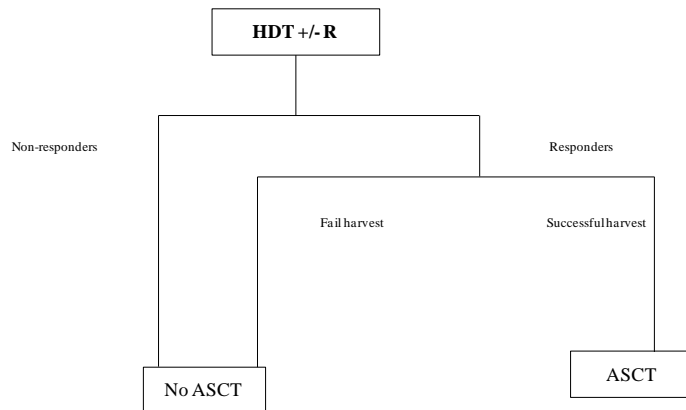 HDT +/- R
Non-responders
Responders
Fail harvest
Successful harvest
No ASCT
ASCT